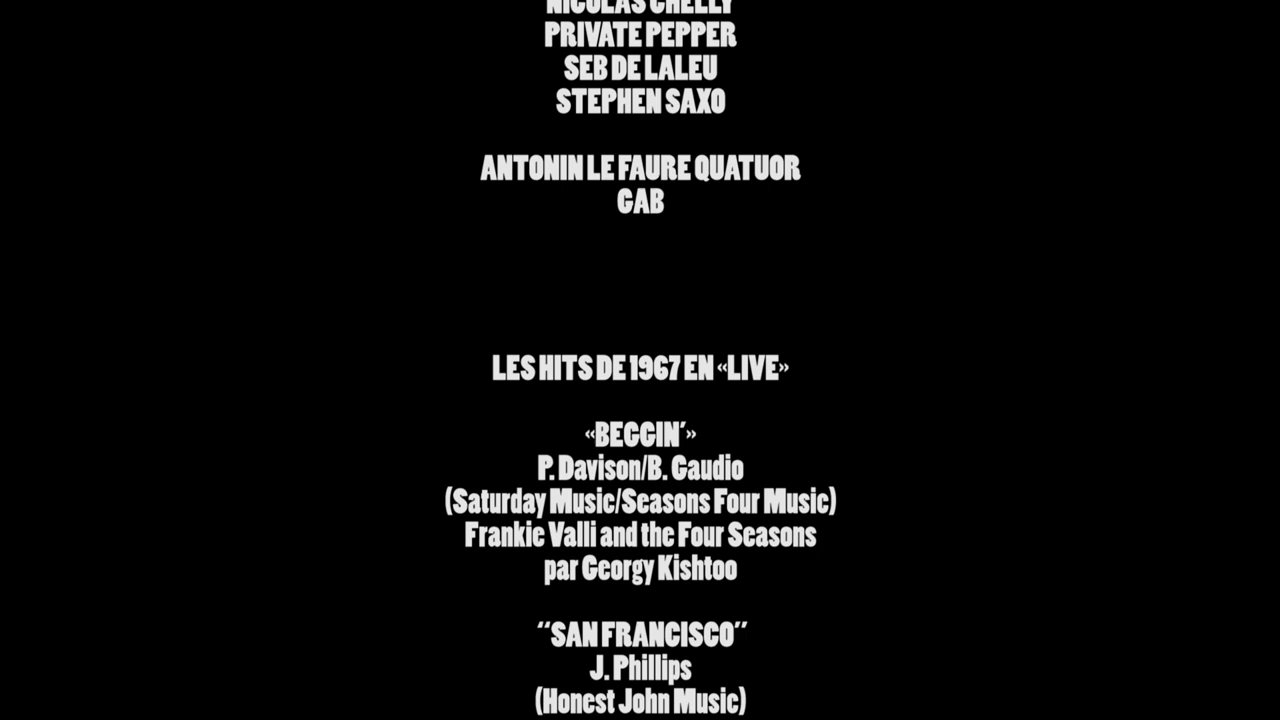 NICOLAS CHELLY
PRIVATE PEPPER
SEB DE LALEU
STEPHEN SAXO
ANTONIN LE FAURE QUATUOR
GAB
LES HITS DE 1967 EN «LIVE»
«BEGGIN'»
P. Davison/B. Gaudio
(Saturday Music/Seasons Four Music)
Frankie Valli and the Four Seasons
par Georgy Kishtoo
“SAN FRANCISCO”
J. Phillips
(Honest John Music)